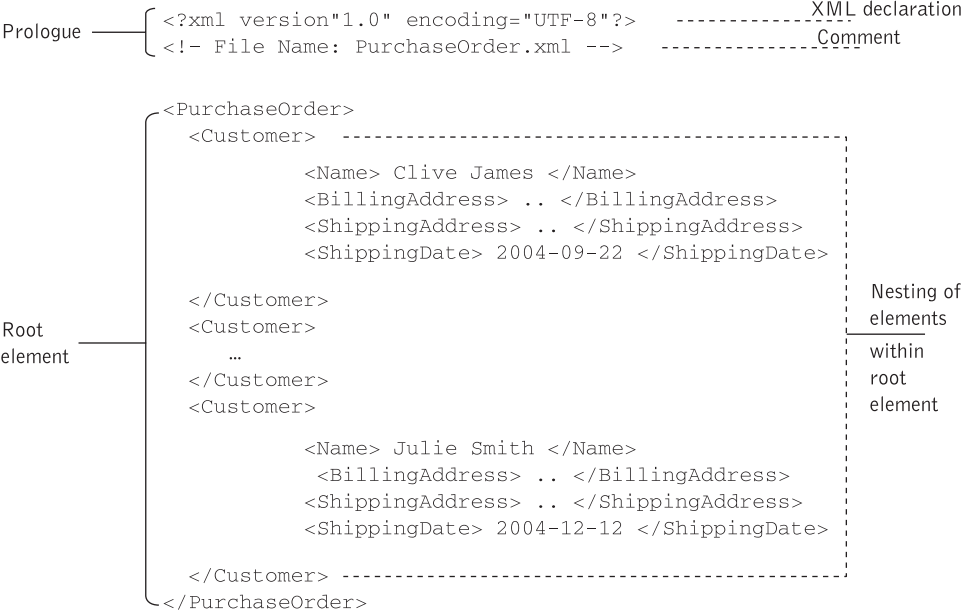 XML declaration
<?xml version"1.0" encoding="UTF-8"?>
Prologue
Comment
<!- File Name: PurchaseOrder.xml -->
<PurchaseOrder>
<Customer>
<Name> Clive James </Name>
<BillingAddress> .. </BillingAddress>
<ShippingAddress> .. </ShippingAddress>
<ShippingDate> 2004-09-22 </ShippingDate>
</Customer>
<Customer>
…
</Customer>
<Customer>
<Name> Julie Smith </Name>
<BillingAddress> .. </BillingAddress>
<ShippingAddress> .. </ShippingAddress>
<ShippingDate> 2004-12-12 </ShippingDate>
</Customer>
</PurchaseOrder>
Root
element
Nesting of
elements
within
root
element